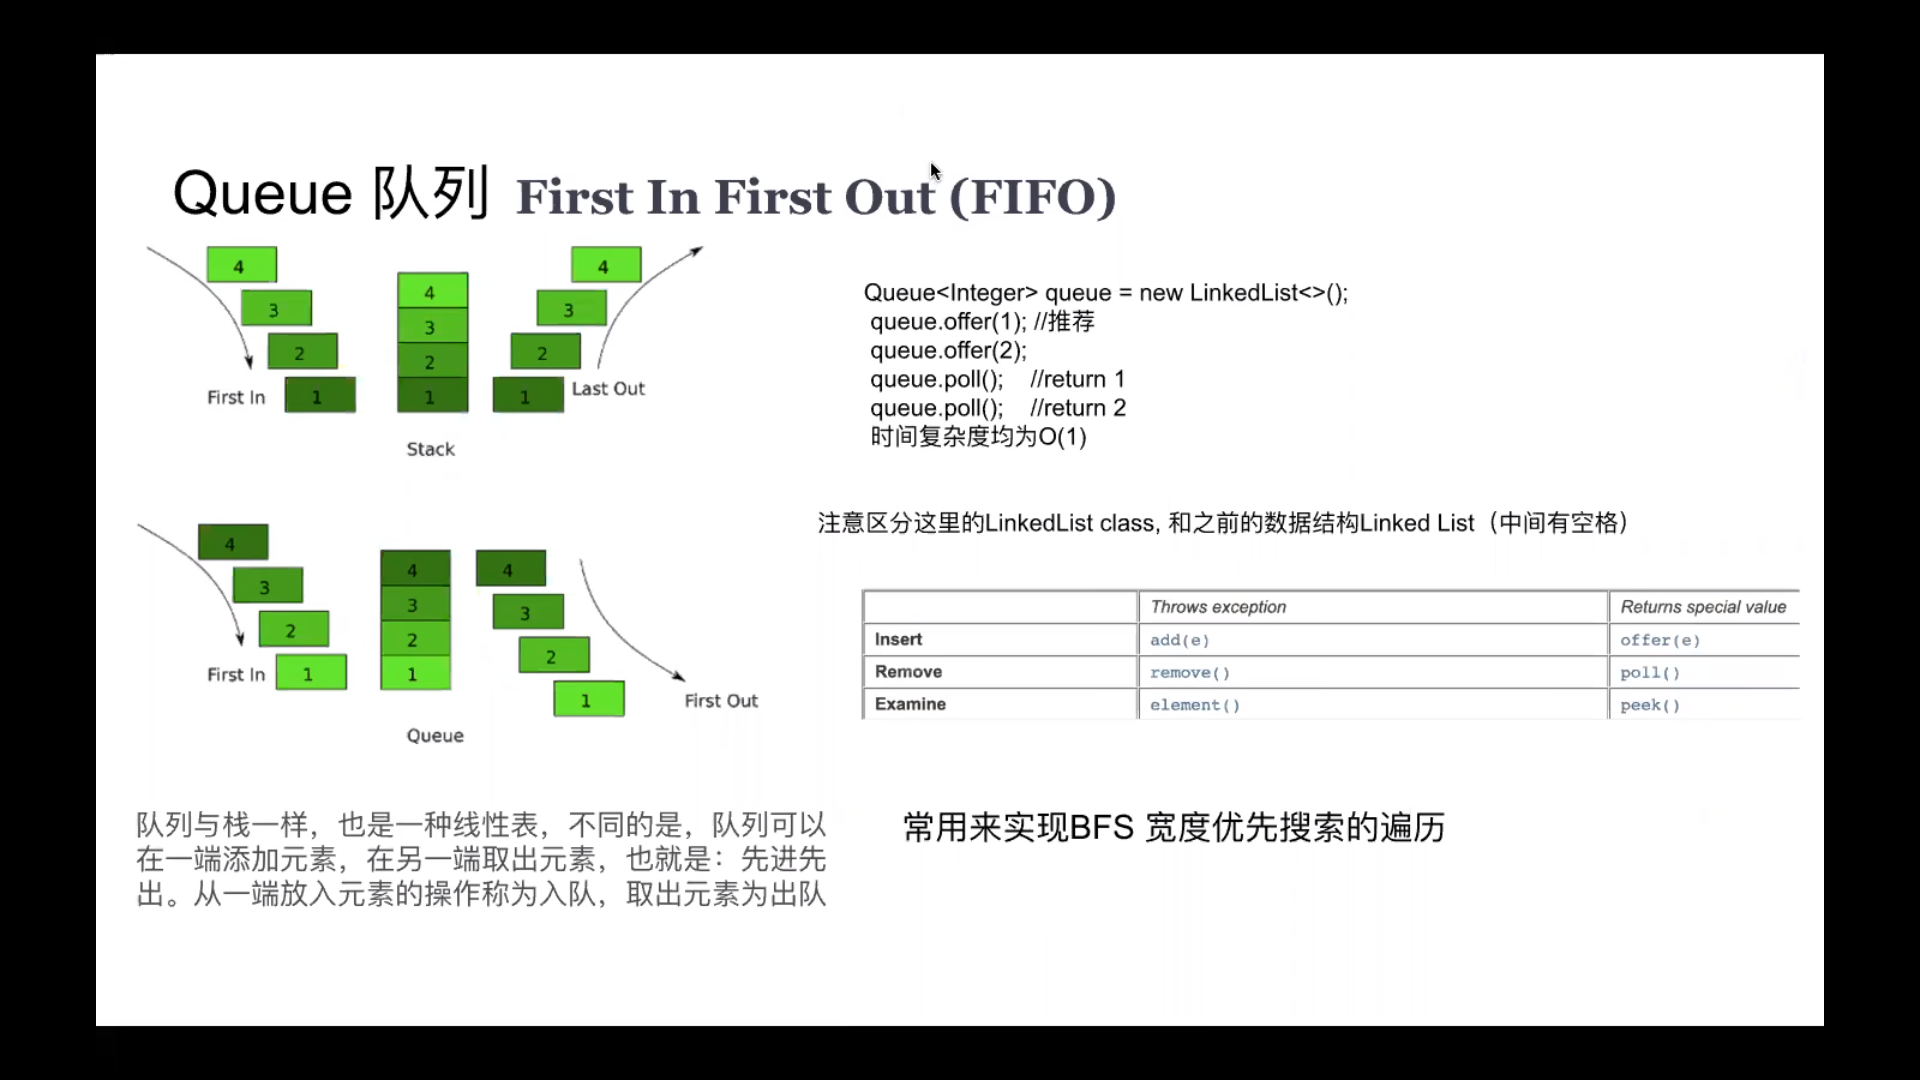 Queue 队列 First In First Out (FIFO)
4
3
2
First In 1
4
3
2
1
4
3
2
1 Last Out
Stack
4
3
2
First In 1
4
3
2
1
4
3
2
1
First Out
Queue
队列与栈一样，也是一种线性表，不同的是，队列可以
在一端添加元素，在另一端取出元素，也就是：先进先
出。从一端放入元素的操作称为入队，取出元素为出队
Queue<Integer> queue = new LinkedList<>();
queue.offer(1); //推荐
queue.offer(2);
queue.poll(); //return 1
queue.poll(); //return 2
时间复杂度均为O(1)
注意区分这里的LinkedList class, 和之前的数据结构Linked List（中间有空格）
Throws exception Returns special value
Insert add(e) offer(e)
Remove remove() poll()
Examine element() peek()
常用来实现BFS 宽度优先搜索的遍历